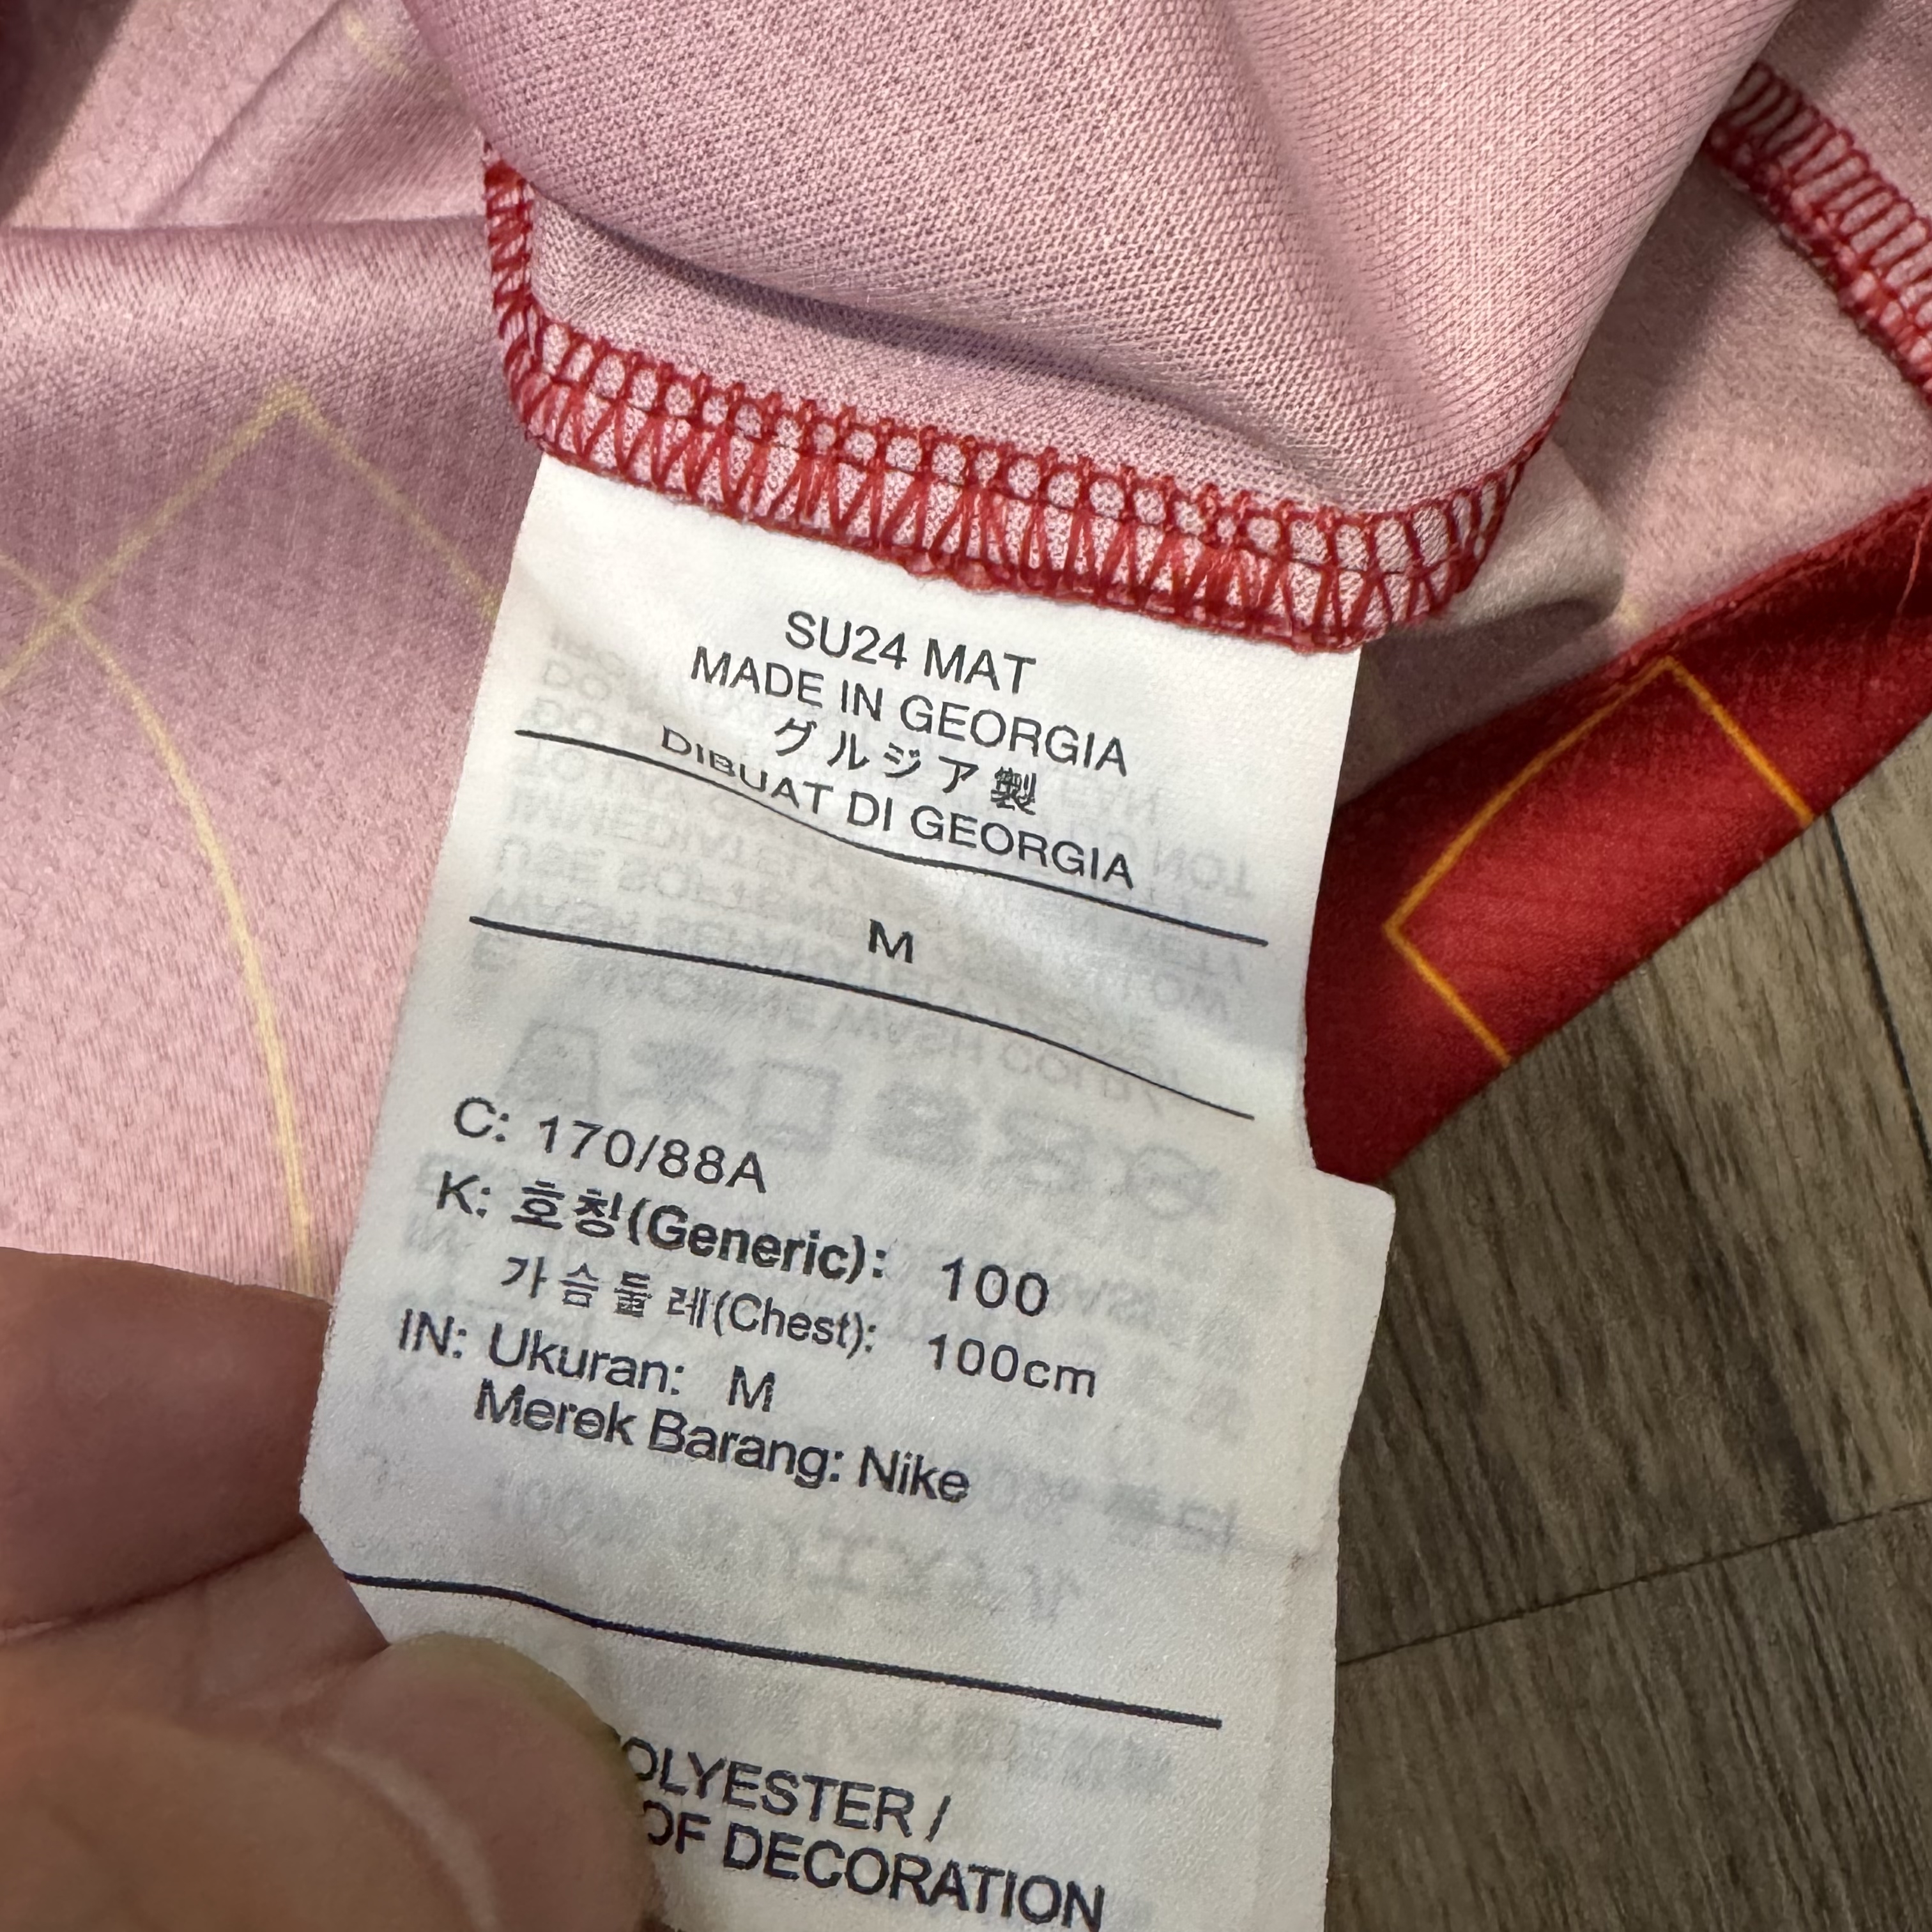 SU24 MAT
MADE IN GEORGIA
グルジア製
DIBUAT DI GEORGIA
M
C: 170/88A
K: 호칭(Generic): 100
가슴둘레(Chest): 100cm
IN: Ukuran: M
Merek Barang: Nike
OLYESTER /
OF DECORATION